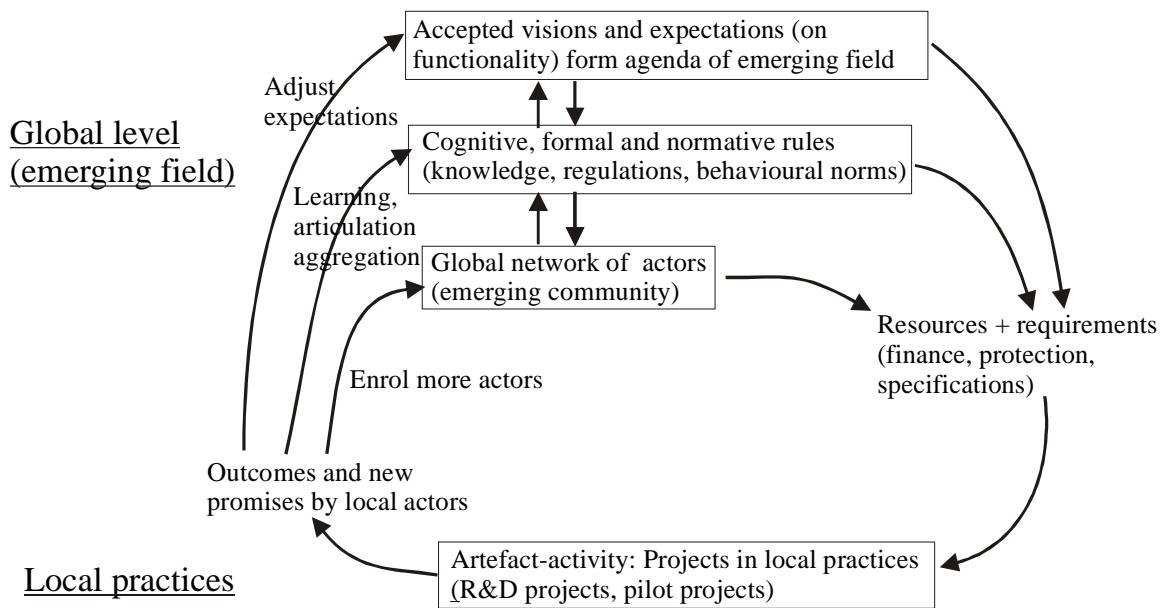 Accepted visions and expectations (on
functionality) form agenda of emerging field
Adjust
expectations
Global level
(emerging field)
Cognitive, formal and normative rules
(knowledge, regulations, behavioural norms)
Learning,
articulation
aggregation
Global network of actors
(emerging community)
Resources + requirements
(finance, protection,
specifications)
Enrol more actors
Outcomes and new
promises by local actors
Artefact-activity: Projects in local practices
(R&D projects, pilot projects)
Local practices